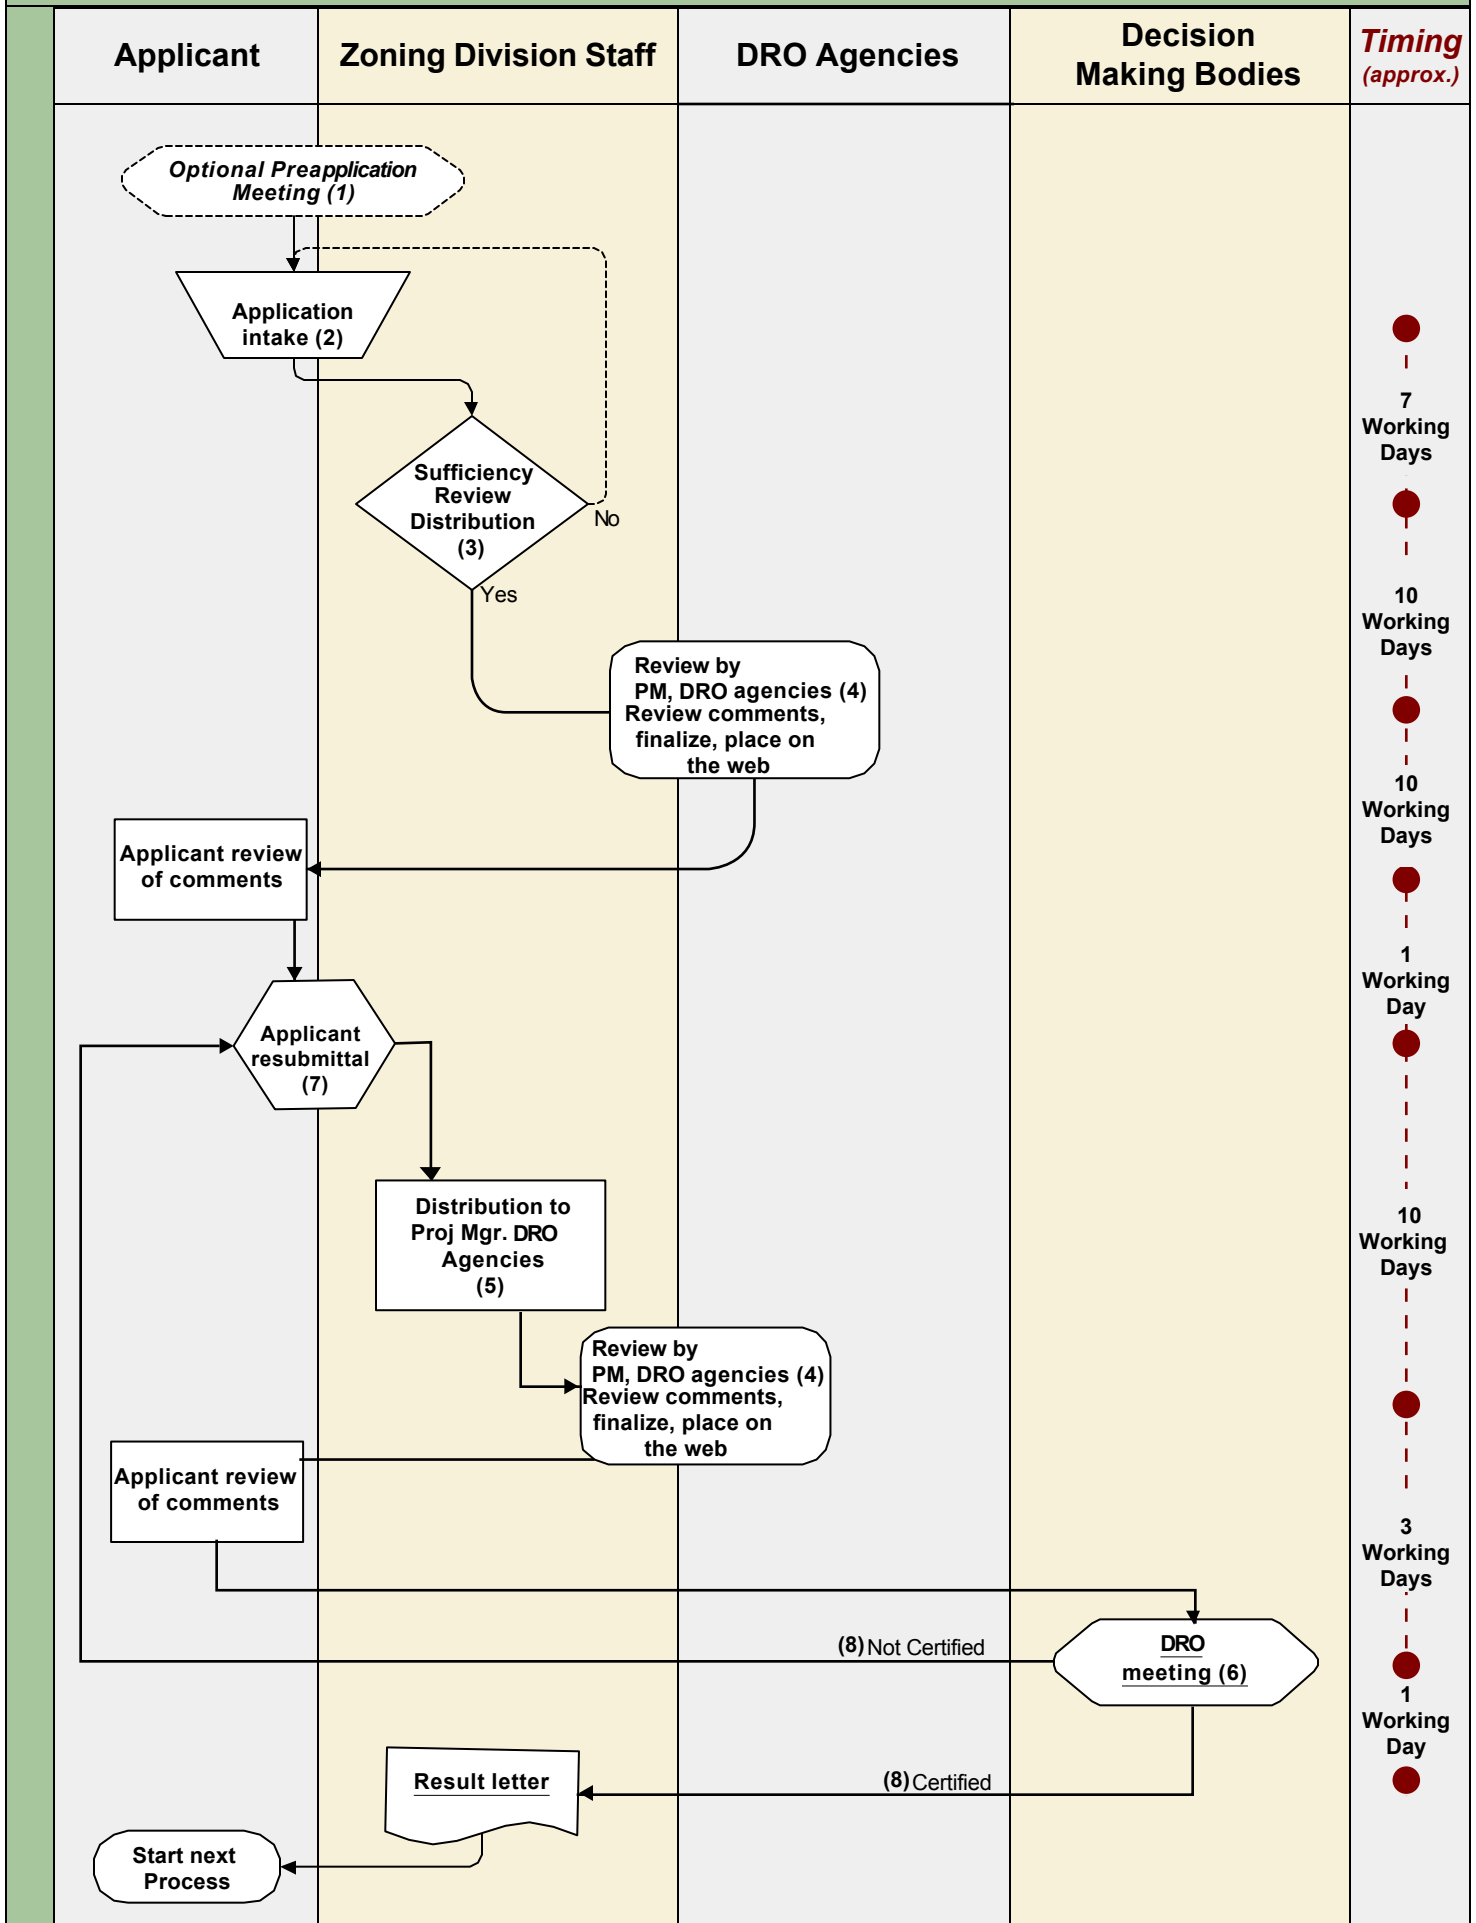 Applicant
Zoning Division Staff
DRO Agencies
Decision
Making Bodies
Timing
(approx.)
Optional Preapplication
Meeting (1)
Application
intake (2)
7
Working
Days
Sufficiency
Review
Distribution
(3)
No
Yes
10
Working
Days
Review by
PM, DRO agencies (4)
Review comments,
finalize, place on
the web
10
Working
Days
Applicant review
of comments
1
Working
Day
Applicant
resubmittal
(7)
Distribution to
Proj Mgr. DRO
Agencies
(5)
10
Working
Days
Review by
PM, DRO agencies (4)
Review comments,
finalize, place on
the web
Applicant review
of comments
3
Working
Days
(8) Not Certified
DRO
meeting (6)
1
Working
Day
Result letter
(8) Certified
Start next
Process